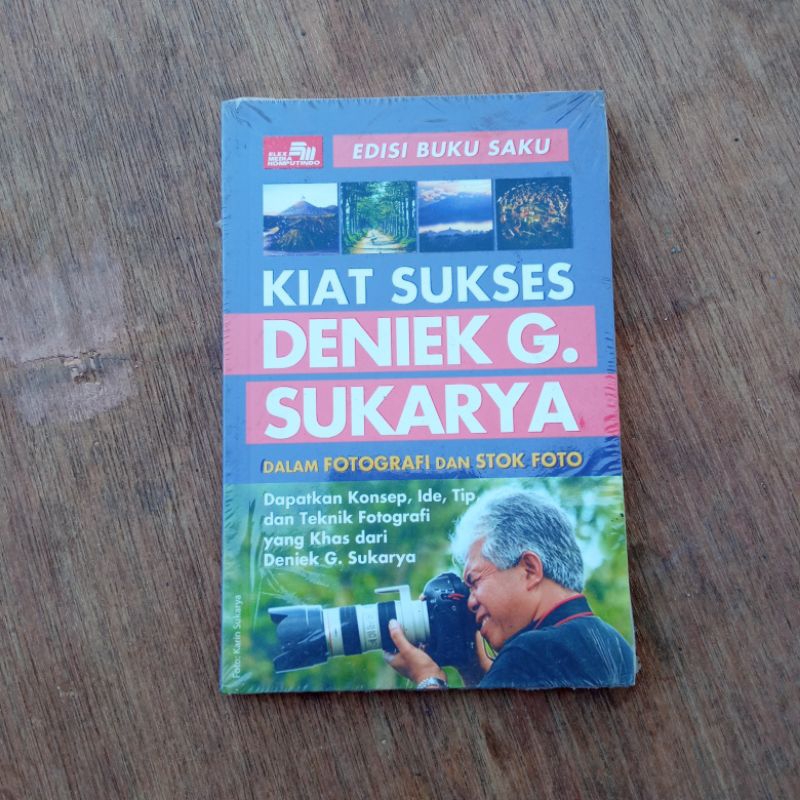 ELEX
MEDIA
KOMPUTINDO
EDISI BUKU SAKU
KIAT SUKSES
DENIEK G.
SUKARYA
DALAM FOTOGRAFI DAN STOK FOTO
Dapatkan Konsep, Ide, Tip
dan Teknik Fotografi
yang Khas dari
Deniek G. Sukarya
Foto: Karin Sukarya